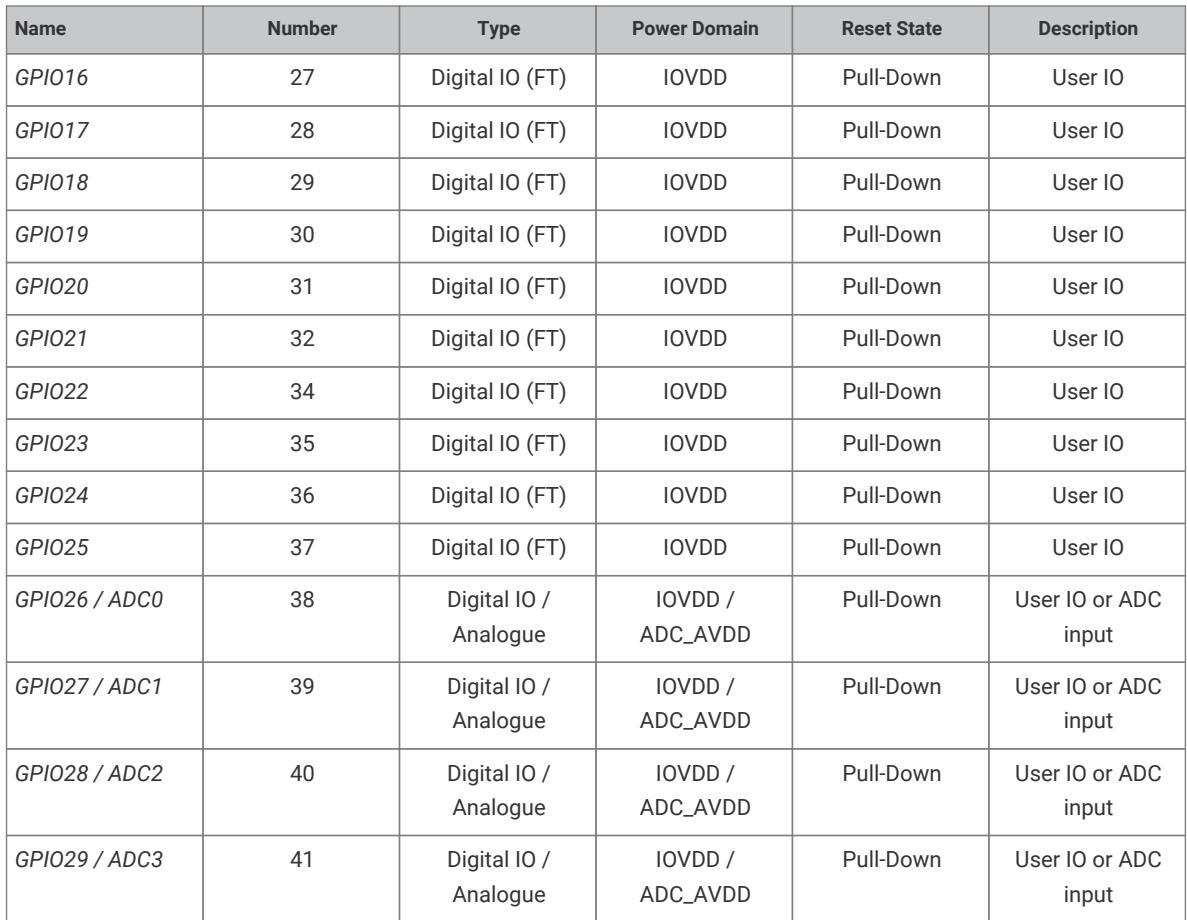 Name Number Type Power Domain Reset State Description
GPIO16 27 Digital IO (FT) IOVDD Pull-Down User IO
GPIO17 28 Digital IO (FT) IOVDD Pull-Down User IO
GPIO18 29 Digital IO (FT) IOVDD Pull-Down User IO
GPIO19 30 Digital IO (FT) IOVDD Pull-Down User IO
GPIO20 31 Digital IO (FT) IOVDD Pull-Down User IO
GPIO21 32 Digital IO (FT) IOVDD Pull-Down User IO
GPIO22 34 Digital IO (FT) IOVDD Pull-Down User IO
GPIO23 35 Digital IO (FT) IOVDD Pull-Down User IO
GPIO24 36 Digital IO (FT) IOVDD Pull-Down User IO
GPIO25 37 Digital IO (FT) IOVDD Pull-Down User IO
GPIO26 / ADC0 38 Digital IO / IOVDD / Pull-Down User IO or ADC
Analogue ADC_AVDD input
GPIO27 / ADC1 39 Digital IO / IOVDD / Pull-Down User IO or ADC
Analogue ADC_AVDD input
GPIO28 / ADC2 40 Digital IO / IOVDD / Pull-Down User IO or ADC
Analogue ADC_AVDD input
GPIO29 / ADC3 41 Digital IO / IOVDD / Pull-Down User IO or ADC
Analogue ADC_AVDD input